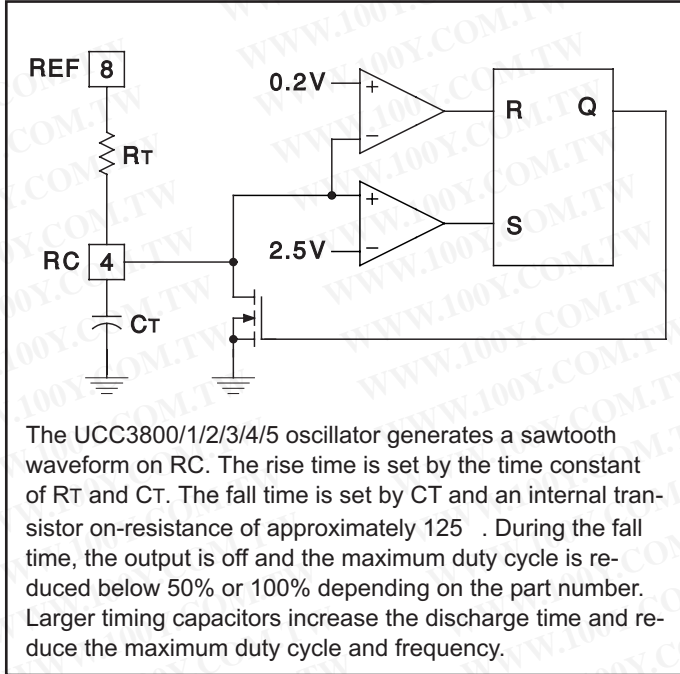 REF 8
0.2V
+
−
R
Q
RT
+
2.5V
−
S
RC 4
CT
The UCC3800/1/2/3/4/5 oscillator generates a sawtooth
waveform on RC. The rise time is set by the time constant
of RT and CT. The fall time is set by CT and an internal tran-
sistor on-resistance of approximately 125 . During the fall
time, the output is off and the maximum duty cycle is re-
duced below 50% or 100% depending on the part number.
Larger timing capacitors increase the discharge time and re-
duce the maximum duty cycle and frequency.
WWW.100Y.COM.TW